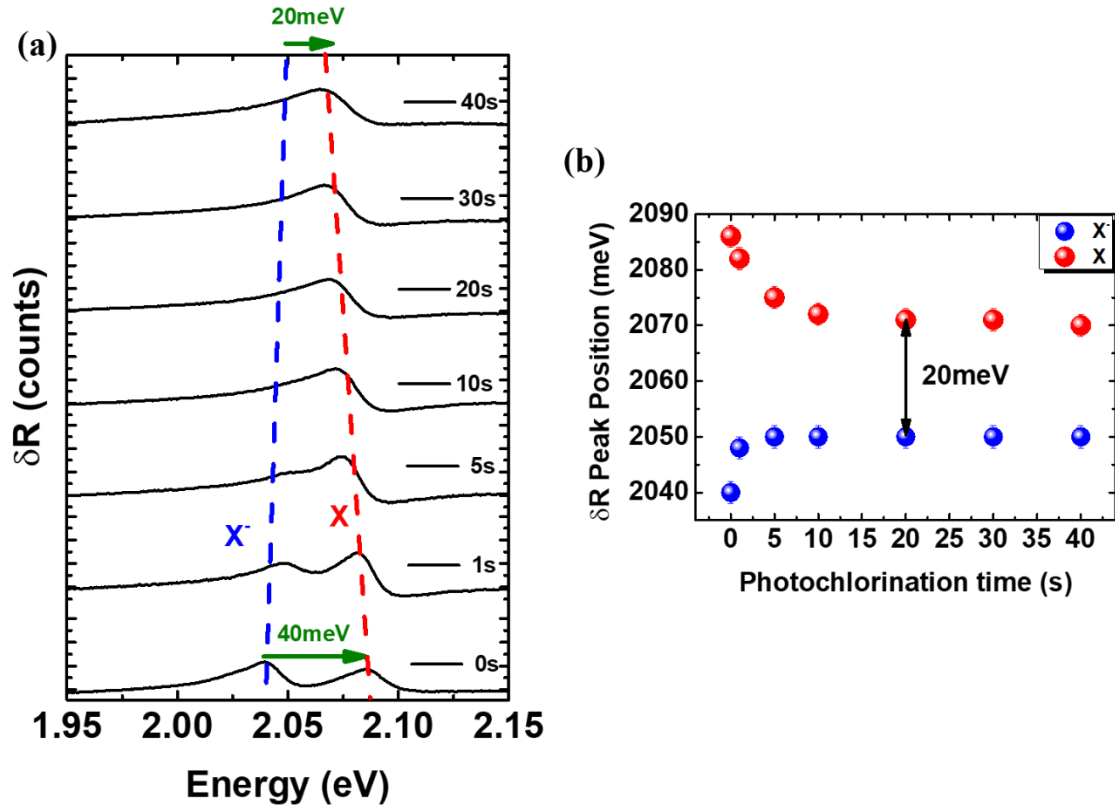 20meV
(a)
40s
30s
20s
10s
5s
X⁻ X
1s
40meV
0s
δR (counts)
1.95 2.00 2.05 2.10 2.15
Energy (eV)
(b)
2090
2080
2070
2060
2050
2040
X⁻
X
20meV
δR Peak Position (meV)
0 5 10 15 20 25 30 35 40
Photochlorination time (s)